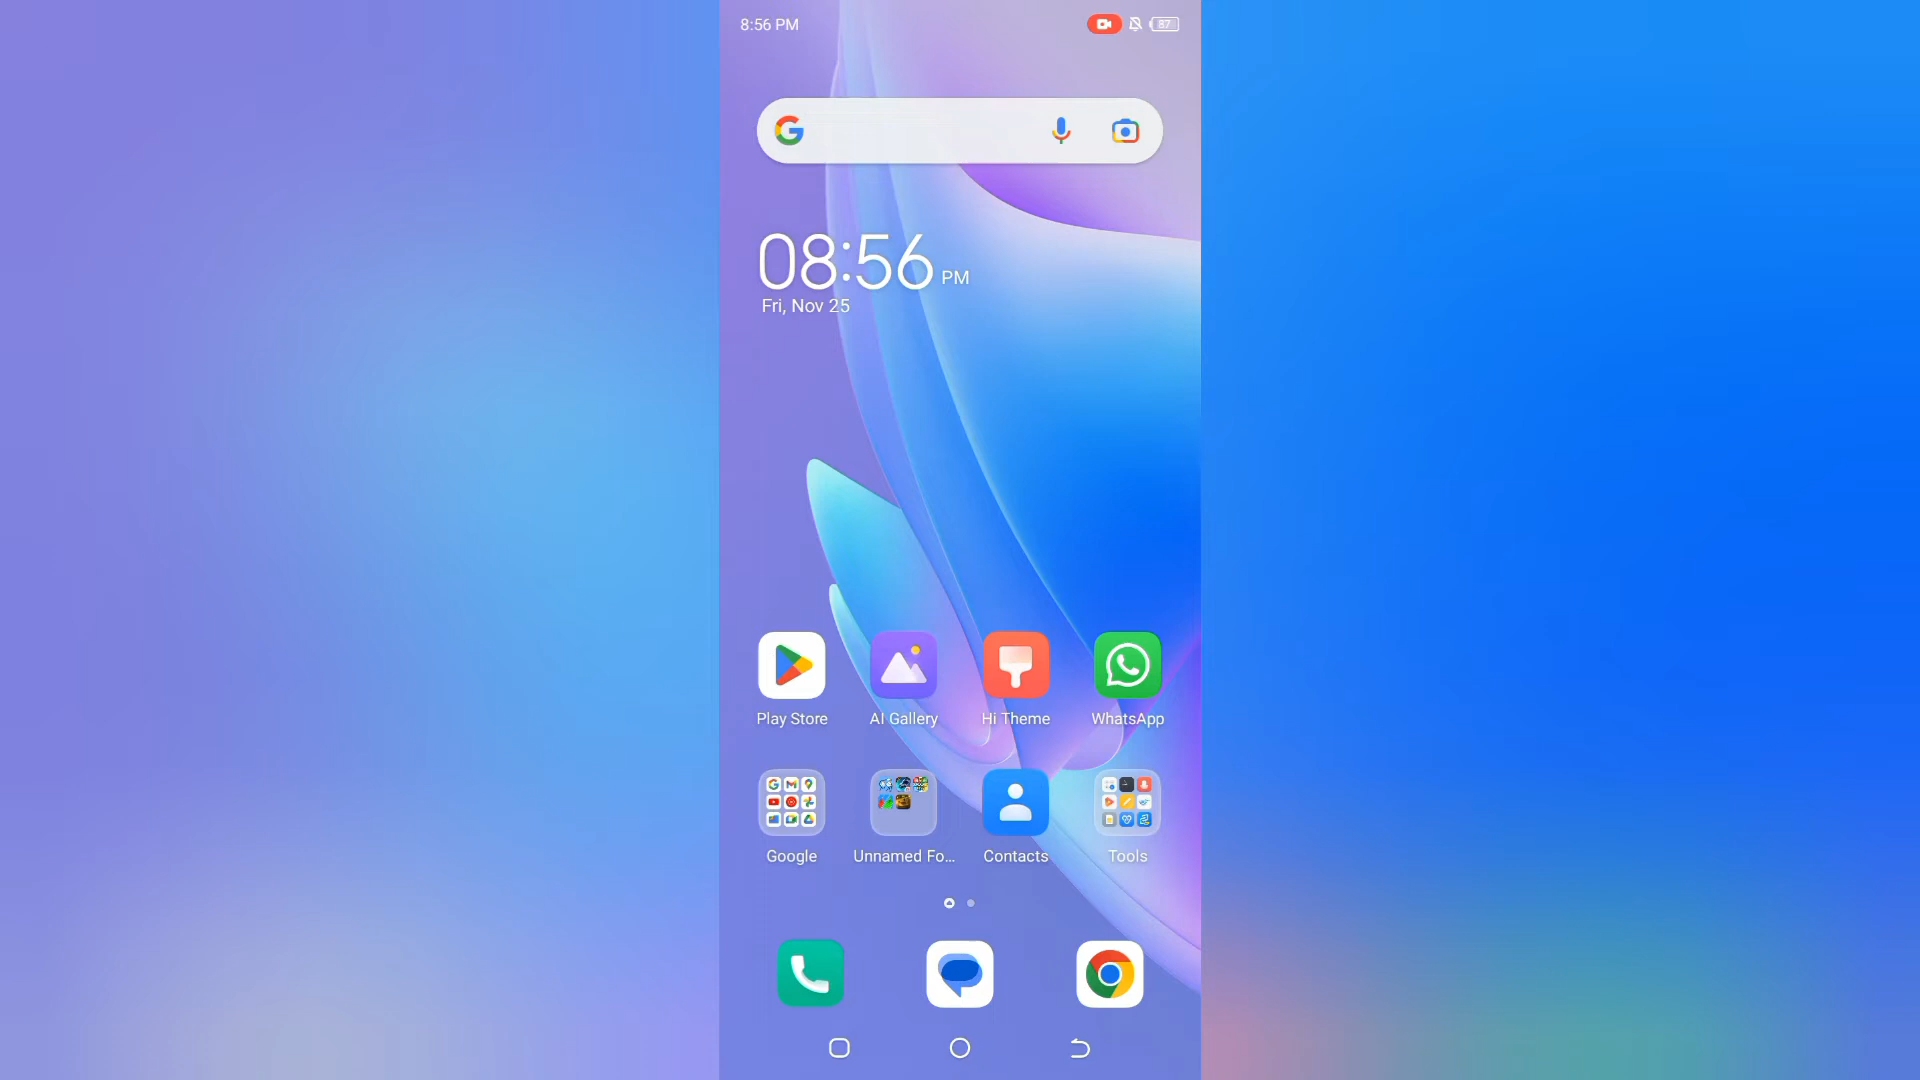 8:56 PM
87
08:56 PM
Fri, Nov 25
Play Store
AI Gallery
Hi Theme
WhatsApp
Google
Unnamed Fo...
Contacts
Tools